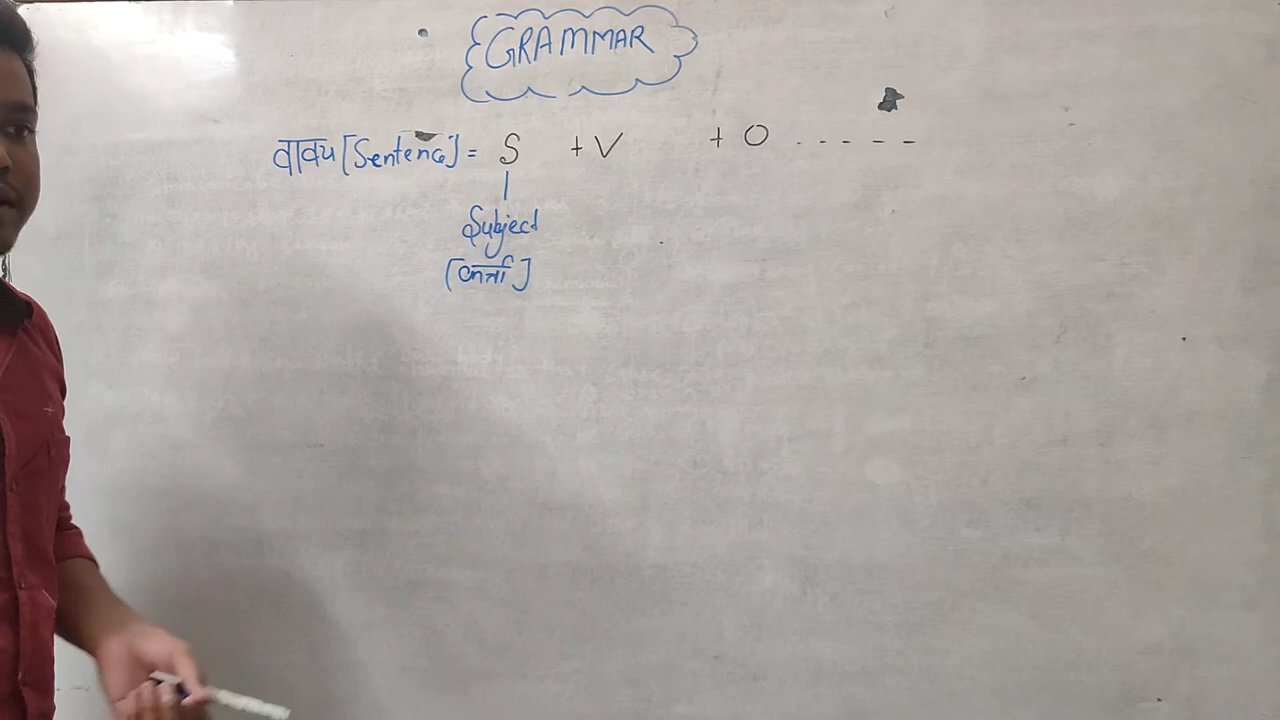 GRAMMAR
वाक्य [Sentence] = S + V + O . - - - -
Subject
[कर्ता]